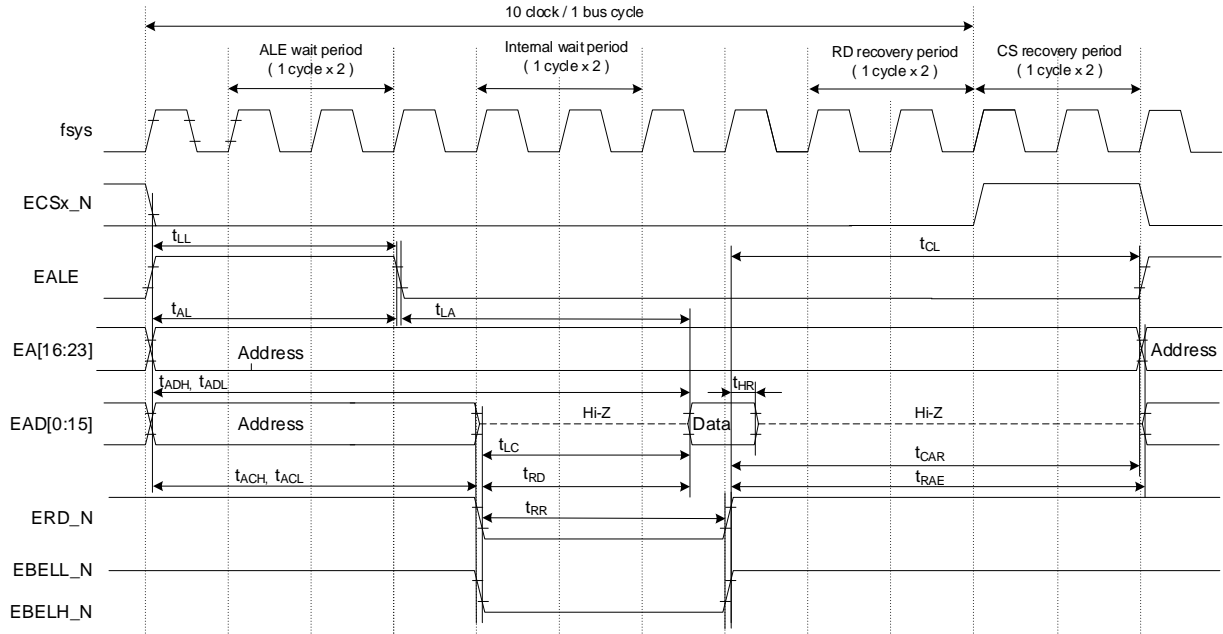 10 clock / 1 bus cycle
ALE wait period
( 1 cycle x 2 )
Internal wait period
( 1 cycle x 2 )
RD recovery period
( 1 cycle x 2 )
CS recovery period
( 1 cycle x 2 )
fsys
ECSx_N
tLL
tCL
EALE
tAL
tLA
EA[16:23]
Address
Address
tADH, tADL
tHR
EAD[0:15]
Address
Hi-Z
Data
Hi-Z
tLC
tCAR
tACH, tACL
tRD
tRAE
ERD_N
tRR
EBELL_N
EBELH_N